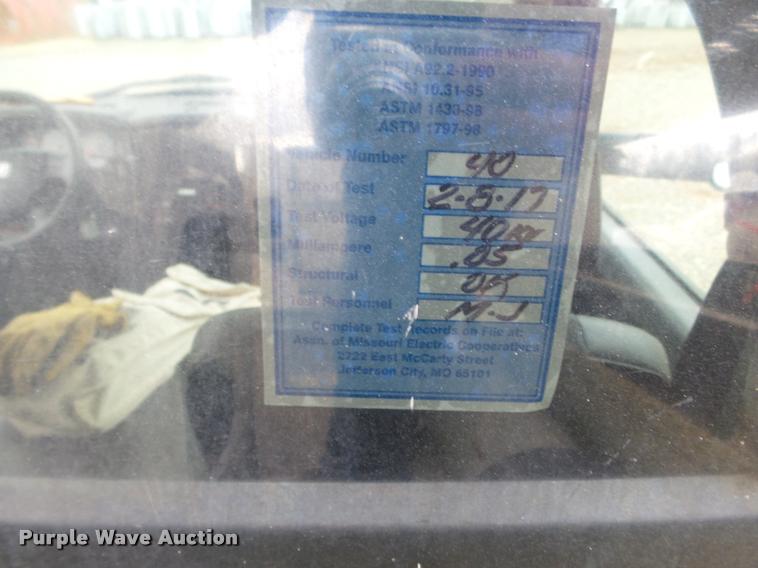 Tested in Conformance with
ANSI A92.2-1990
ANSI 10.31-95
ASTM 1430-98
ASTM 1797-98
Vehicle Number 40
Date of Test 2-8-17
Test Voltage 40 KV
Milliampere .05
Structural OK
Test Personnel M-J
Complete Test Records on File at:
Assn. of Missouri Electric Cooperatives
2722 East McCarty Street
Jefferson City, MO 65101
Purple Wave Auction